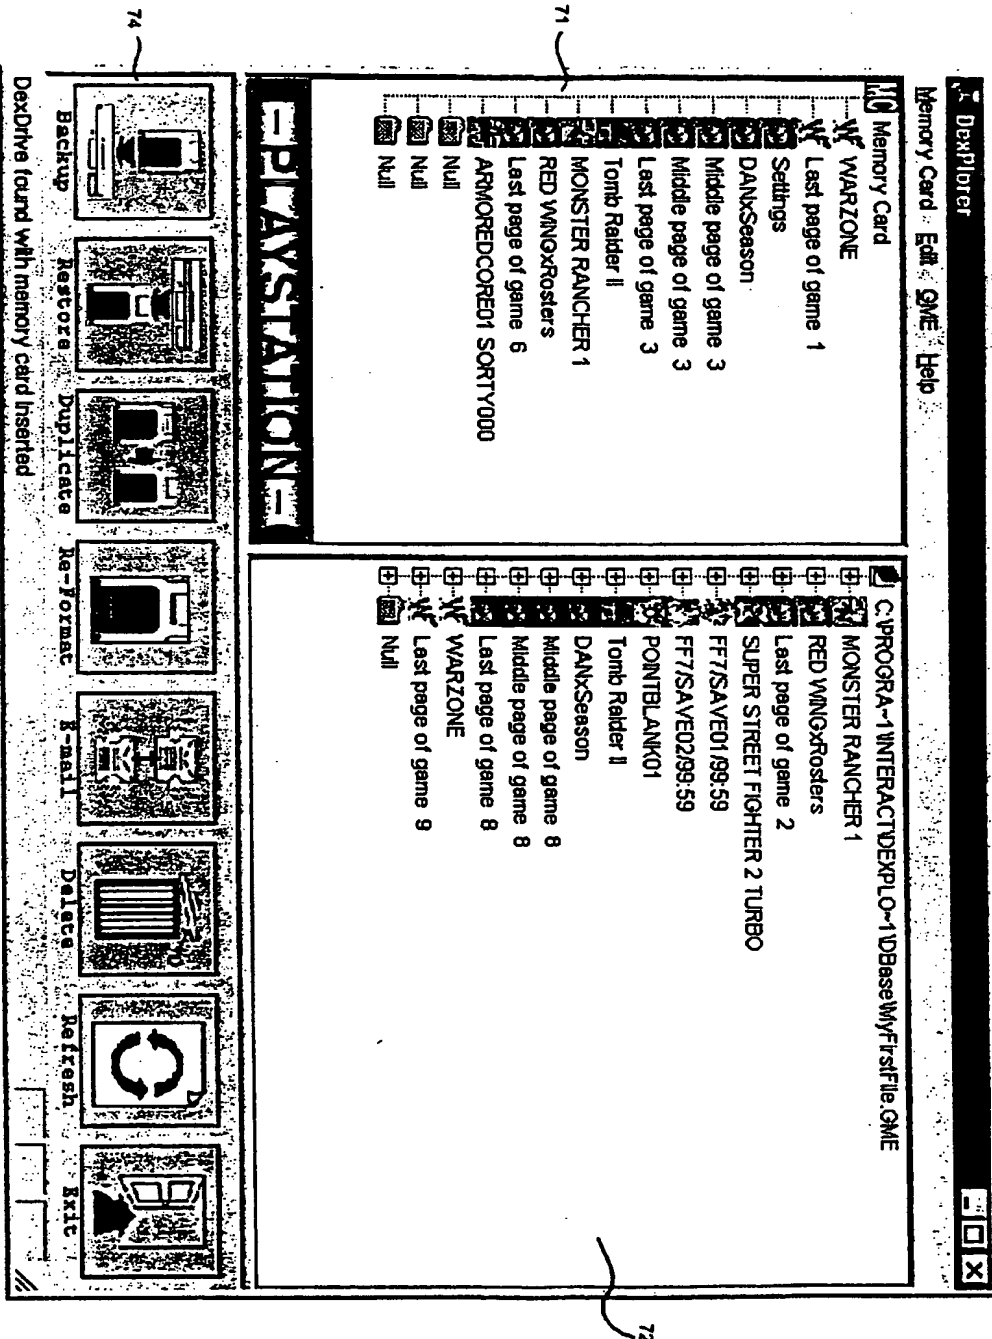 DexPlorer
Memory Card Edit GME Help
MC Memory Card
WARZONE
Last page of game 1
Settings
DANxSeason
Middle page of game 3
Middle page of game 3
Last page of game 3
Tomb Raider II
MONSTER RANCHER 1
RED WINGxRosters
Last page of game 6
ARMOREDCORE01 SORTY000
Null
Null
Null
PLAYSTATION
C:\PROGRA~1\INTERACT\DEXPLO~1\DBase\MyFirstFile.GME
MONSTER RANCHER 1
RED WINGxRosters
Last page of game 2
SUPER STREET FIGHTER 2 TURBO
FF7/SAVE01/99:59
FF7/SAVE02/99:59
POINTBLANK01
Tomb Raider II
DANxSeason
Middle page of game 8
Middle page of game 8
Last page of game 8
WARZONE
Last page of game 9
Null
Backup Restore Duplicate Re-Format E-mail Delete Refresh Exit
DexDrive found with memory card inserted
71
72
74